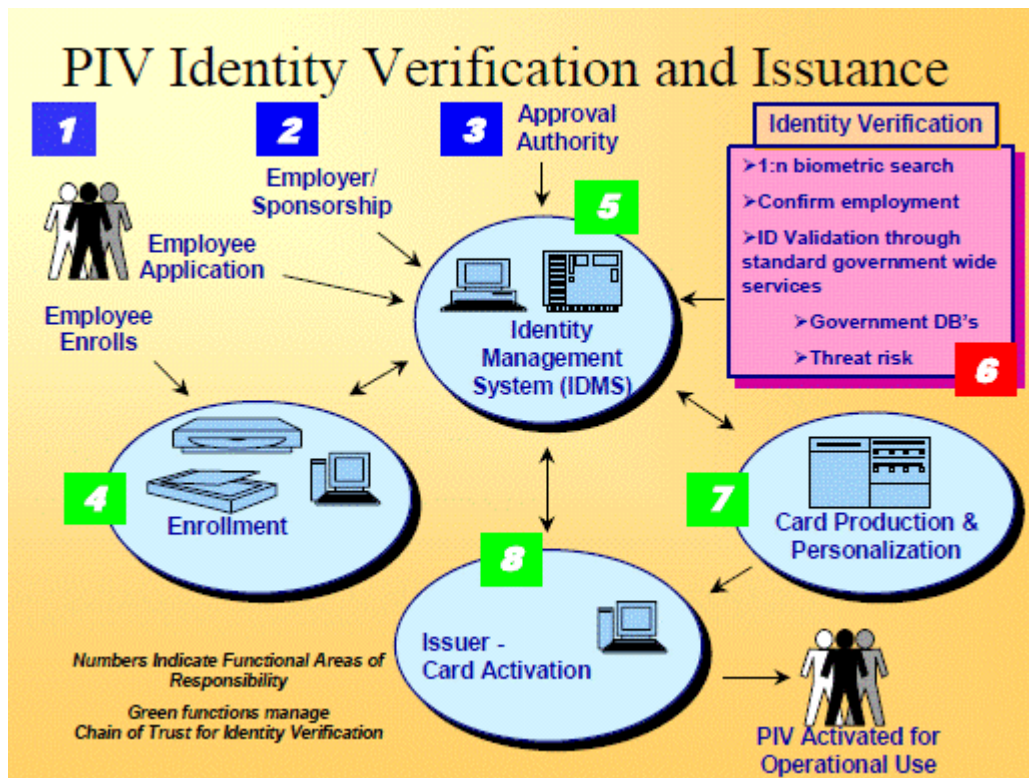 PIV Identity Verification and Issuance
1
2
3
Approval
Authority
Employer/
Sponsorship
Employee
Application
Employee
Enrolls
5
Identity
Management
System (IDMS)
Identity Verification
➢1:n biometric search
➢Confirm employment
➢ID Validation through
standard government wide
services
➢Government DB's
➢Threat risk
6
4
Enrollment
7
Card Production &
Personalization
8
Issuer -
Card Activation
Numbers Indicate Functional Areas of
Responsibility
Green functions manage
Chain of Trust for Identity Verification
PIV Activated for
Operational Use